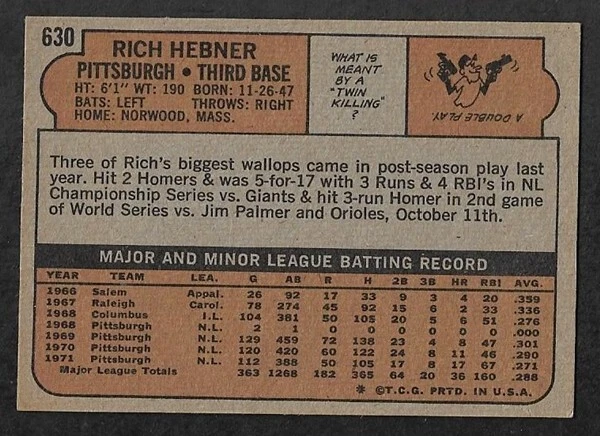 630
RICH HEBNER
PITTSBURGH • THIRD BASE
HT: 6'1" WT: 190 BORN: 11-26-47
BATS: LEFT THROWS: RIGHT
HOME: NORWOOD, MASS.
WHAT IS
MEANT
BY A
"TWIN
KILLING"
?
A DOUBLE PLAY.
Three of Rich's biggest wallops came in post-season play last
year. Hit 2 Homers & was 5-for-17 with 3 Runs & 4 RBI's in NL
Championship Series vs. Giants & hit 3-run Homer in 2nd game
of World Series vs. Jim Palmer and Orioles, October 11th.
MAJOR AND MINOR LEAGUE BATTING RECORD
YEAR TEAM LEA. G AB R H 2B 3B HR RBI AVG.
1966 Salem Appal. 26 92 17 33 9 3 4 20 .359
1967 Raleigh Carol. 78 274 45 92 15 6 2 33 .336
1968 Columbus I.L. 104 381 50 105 20 5 6 51 .276
1968 Pittsburgh N.L. 2 1 0 0 0 0 0 0 .000
1969 Pittsburgh N.L. 129 459 72 138 23 4 8 47 .301
1970 Pittsburgh N.L. 120 420 60 122 24 8 11 46 .290
1971 Pittsburgh N.L. 112 388 50 105 17 8 17 67 .271
Major League Totals 363 1268 182 365 64 20 36 160 .288
* ©T.C.G. PRTD. IN U.S.A.